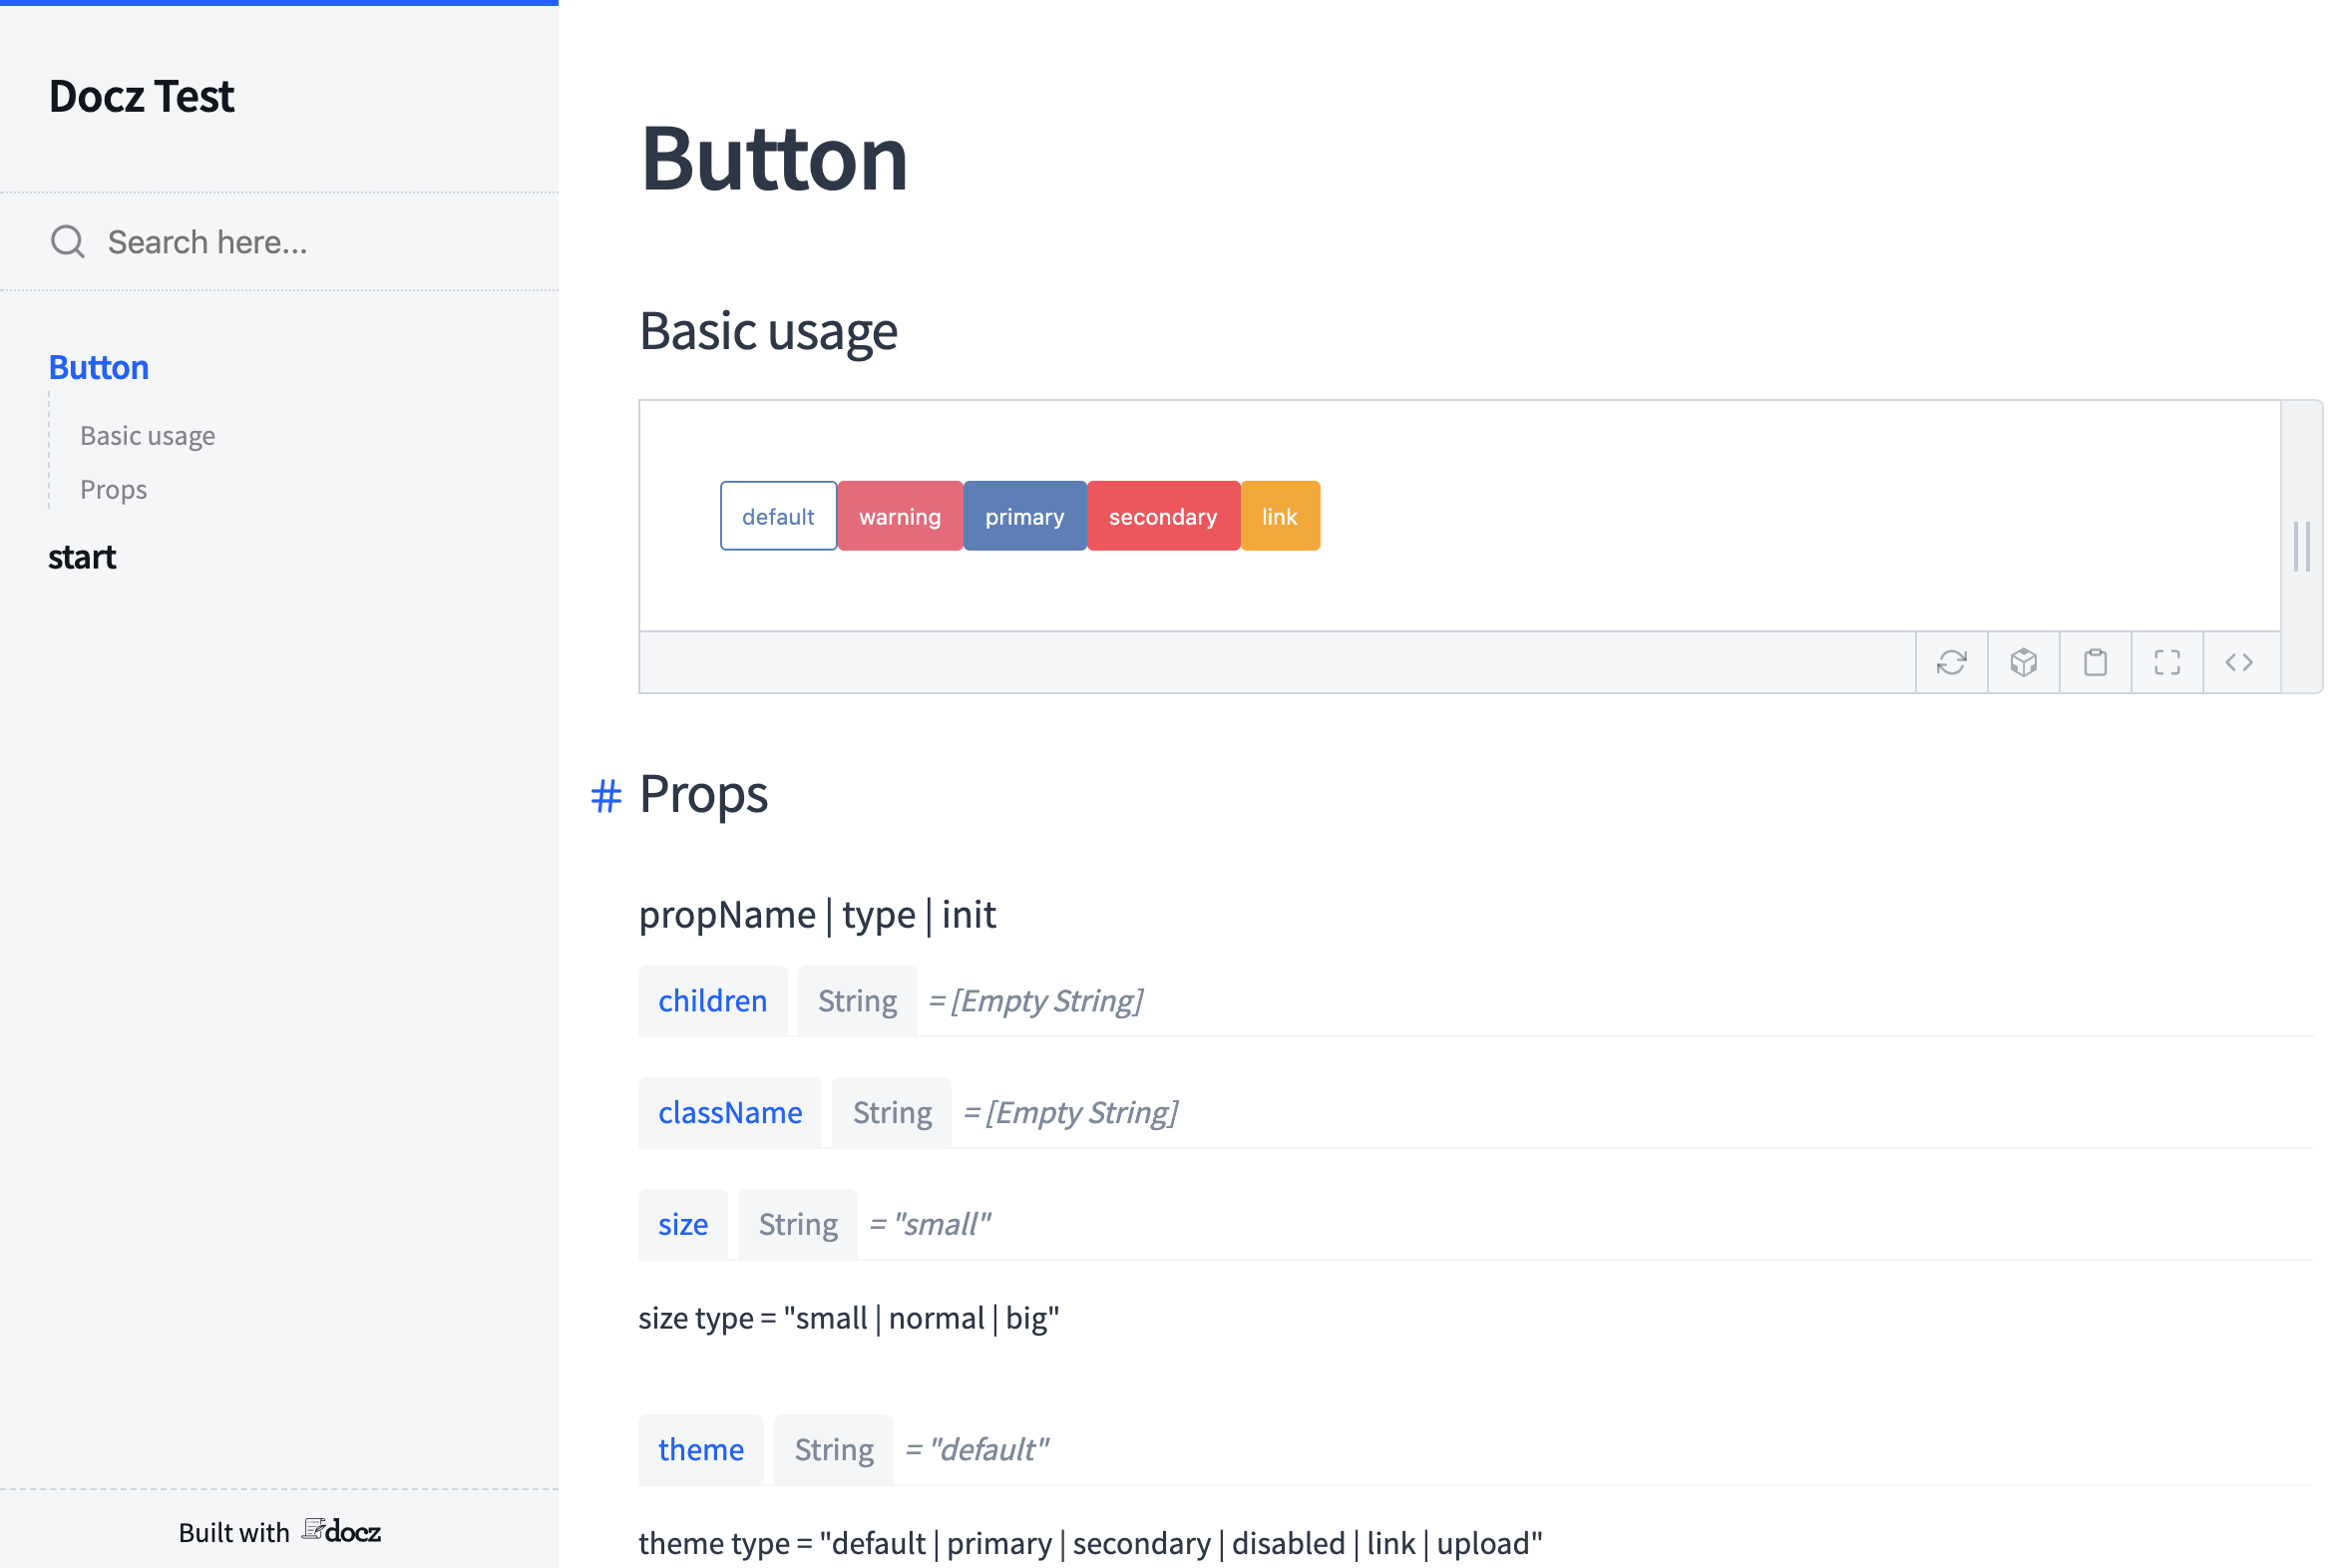 Docz Test
Search here...
Button
Basic usage
Props
start
Built with docz
Button
Basic usage
default warning primary secondary link
# Props
propName | type | init
children String = [Empty String]
className String = [Empty String]
size String = "small"
size type = "small | normal | big"
theme String = "default"
theme type = "default | primary | secondary | disabled | link | upload"